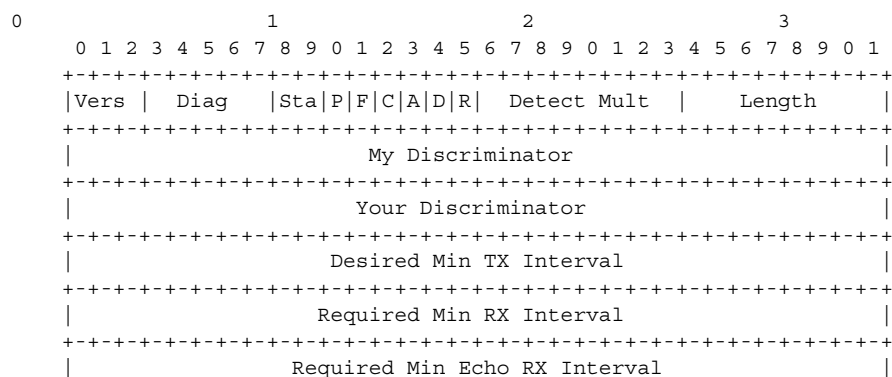 0                   1                   2                   3
     0 1 2 3 4 5 6 7 8 9 0 1 2 3 4 5 6 7 8 9 0 1 2 3 4 5 6 7 8 9 0 1
    +-+-+-+-+-+-+-+-+-+-+-+-+-+-+-+-+-+-+-+-+-+-+-+-+-+-+-+-+-+-+-+-+
    |Vers |  Diag   |Sta|P|F|C|A|D|R|  Detect Mult  |    Length     |
    +-+-+-+-+-+-+-+-+-+-+-+-+-+-+-+-+-+-+-+-+-+-+-+-+-+-+-+-+-+-+-+-+
    |                       My Discriminator                        |
    +-+-+-+-+-+-+-+-+-+-+-+-+-+-+-+-+-+-+-+-+-+-+-+-+-+-+-+-+-+-+-+-+
    |                      Your Discriminator                       |
    +-+-+-+-+-+-+-+-+-+-+-+-+-+-+-+-+-+-+-+-+-+-+-+-+-+-+-+-+-+-+-+-+
    |                    Desired Min TX Interval                    |
    +-+-+-+-+-+-+-+-+-+-+-+-+-+-+-+-+-+-+-+-+-+-+-+-+-+-+-+-+-+-+-+-+
    |                   Required Min RX Interval                    |
    +-+-+-+-+-+-+-+-+-+-+-+-+-+-+-+-+-+-+-+-+-+-+-+-+-+-+-+-+-+-+-+-+
    |                 Required Min Echo RX Interval                 |